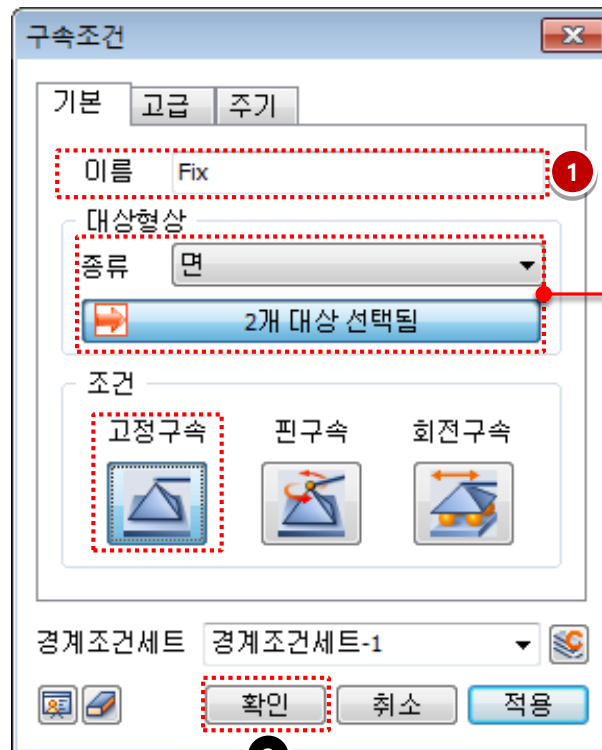 구속조건
기본 고급 주기
이름 Fix 1
대상형상
종류 면
2개 대상 선택됨
조건
고정구속 핀구속 회전구속
경계조건세트 경계조건세트-1
확인 취소 적용